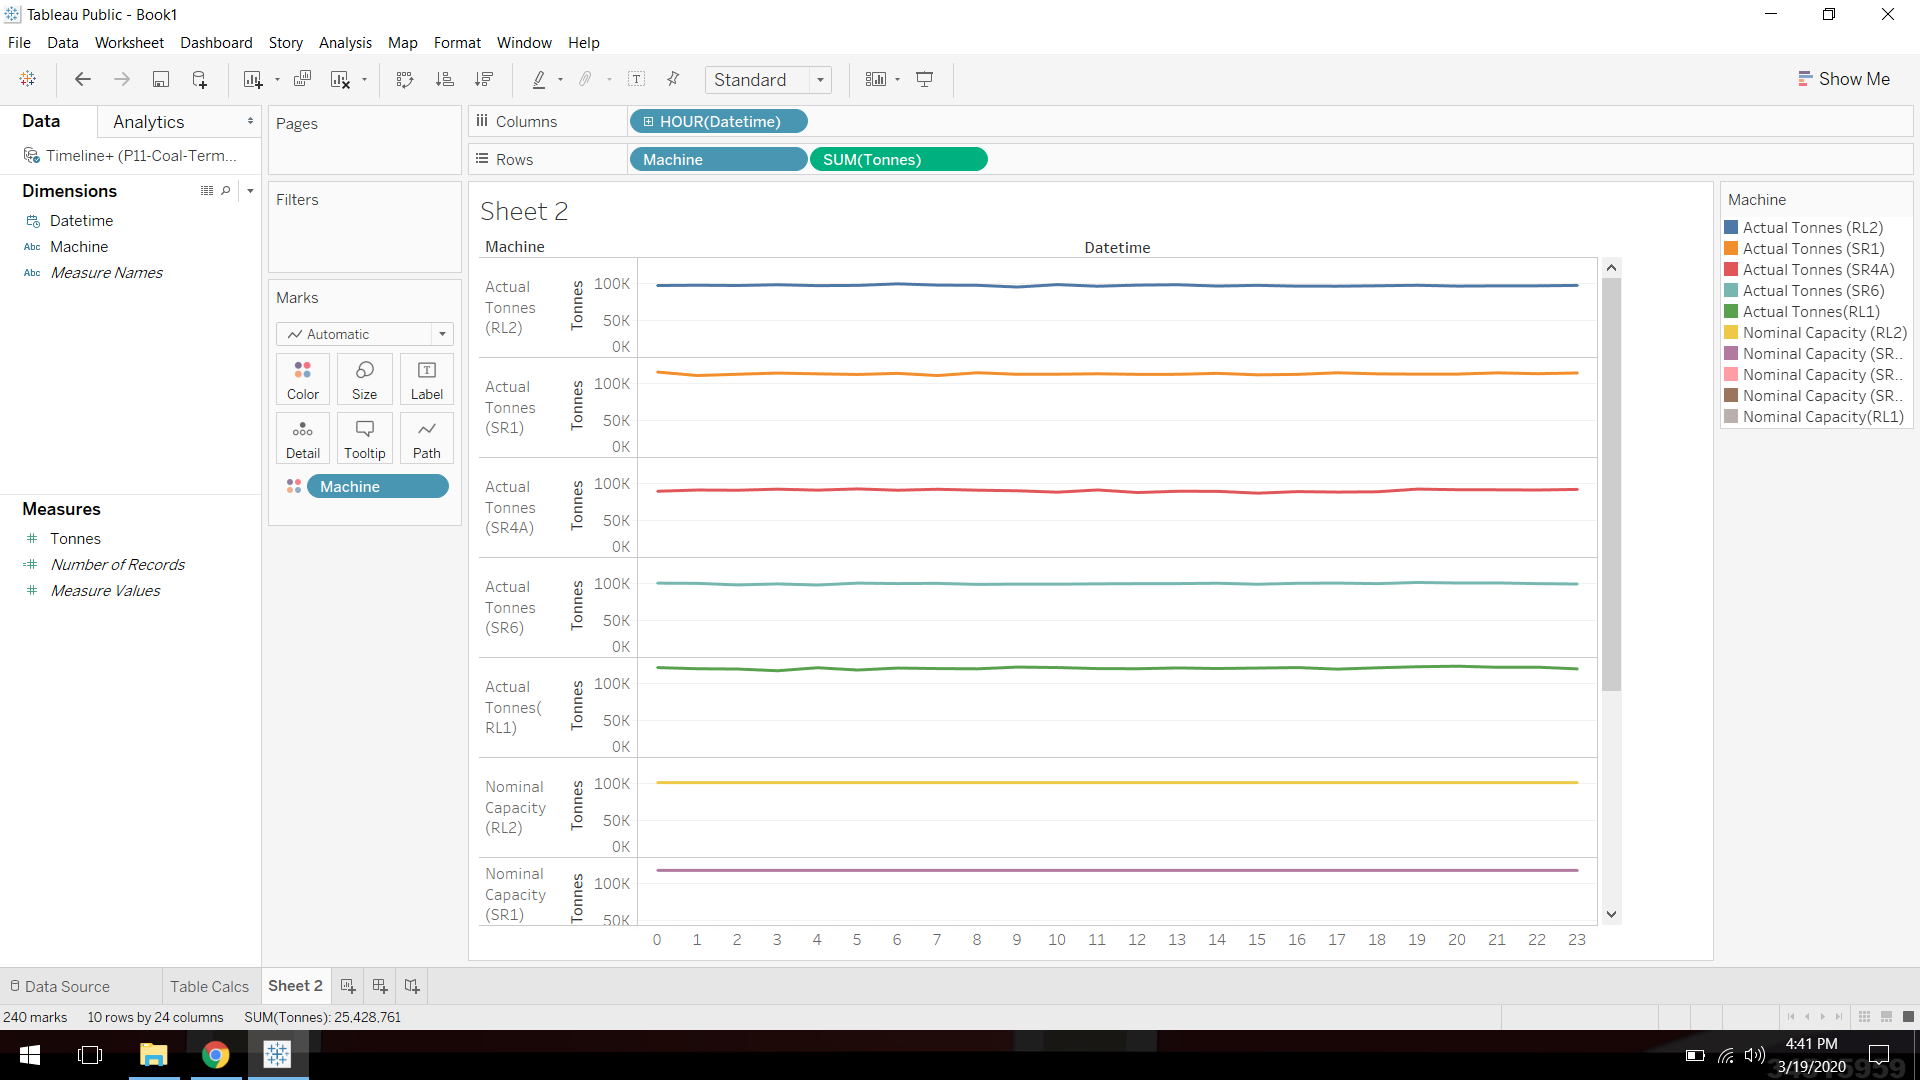 Tableau Public - Book1
File Data Worksheet Dashboard Story Analysis Map Format Window Help
Standard
Show Me
Data Analytics
Timeline+ (P11-Coal-Term...
Dimensions
Datetime
Abc Machine
Abc Measure Names
Measures
Tonnes
Number of Records
Measure Values
Pages
Filters
Marks
Automatic
Color Size Label
Detail Tooltip Path
Machine
Columns HOUR(Datetime)
Rows Machine SUM(Tonnes)
Sheet 2
Machine Datetime
Actual
Tonnes
(RL2)
Tonnes
100K
50K
0K
Actual
Tonnes
(SR1)
Tonnes
100K
50K
0K
Actual
Tonnes
(SR4A)
Tonnes
100K
50K
0K
Actual
Tonnes
(SR6)
Tonnes
100K
50K
0K
Actual
Tonnes(
RL1)
Tonnes
100K
50K
0K
Nominal
Capacity
(RL2)
Tonnes
100K
50K
0K
Nominal
Capacity
(SR1)
Tonnes
100K
50K
0 1 2 3 4 5 6 7 8 9 10 11 12 13 14 15 16 17 18 19 20 21 22 23
Machine
Actual Tonnes (RL2)
Actual Tonnes (SR1)
Actual Tonnes (SR4A)
Actual Tonnes (SR6)
Actual Tonnes(RL1)
Nominal Capacity (RL2)
Nominal Capacity (SR..
Nominal Capacity (SR..
Nominal Capacity (SR..
Nominal Capacity(RL1)
Data Source Table Calcs Sheet 2
240 marks 10 rows by 24 columns SUM(Tonnes): 25,428,761
4:41 PM
3/19/2020